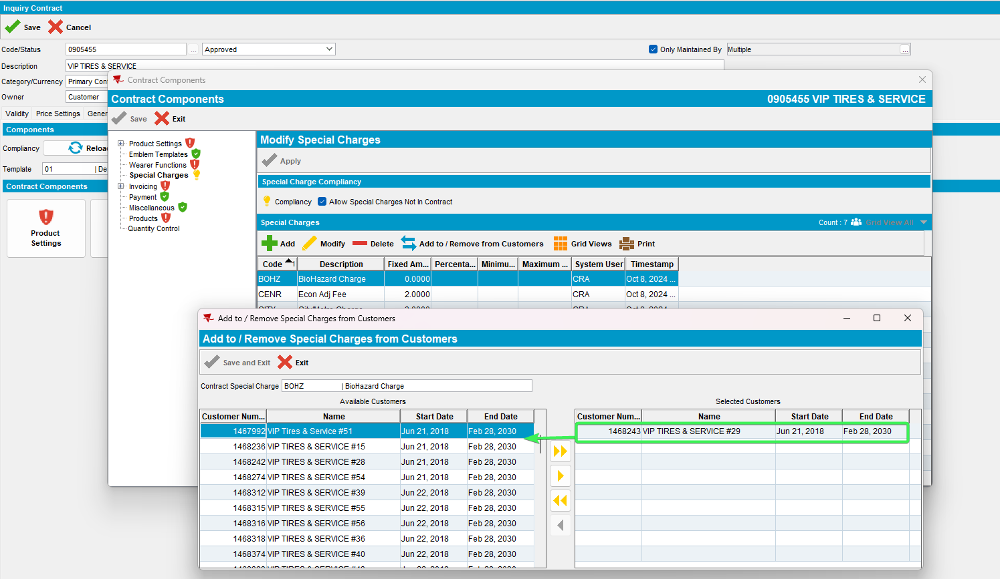 Inquiry Contract
Save Cancel
Code/Status 0905455 ... Approved Only Maintained By Multiple ...
Description VIP TIRES & SERVICE
Category/Currency Primary Con
Owner Customer
Validity Price Settings Gener
Components
Compliancy Reloa
Template 01 | De
Contract Components
Product
Settings
Contract Components
Contract Components 0905455 VIP TIRES & SERVICE
Save Exit
Product Settings
Emblem Templates
Wearer Functions
Special Charges
Invoicing
Payment
Miscellaneous
Products
Quantity Control
Modify Special Charges
Apply
Special Charge Compliancy
Compliancy Allow Special Charges Not In Contract
Special Charges Count : 7 Grid View All
Add Modify Delete Add to / Remove from Customers Grid Views Print
Code 1 Description Fixed Am... Percenta... Minimu... Maximum ... System User Timestamp
BOHZ BioHazard Charge 0.0000 CRA Oct 8, 2024 ...
CENR Econ Adj Fee 2.0000 CRA Oct 8, 2024 ...
Add to / Remove Special Charges from Customers
Add to / Remove Special Charges from Customers
Save and Exit Exit
Contract Special Charge BOHZ | BioHazard Charge
Available Customers
Customer Num... Name Start Date End Date
1467992 VIP Tires & Service #51 Jun 21, 2018 Feb 28, 2030
1468236 VIP TIRES & SERVICE #15 Jun 21, 2018 Feb 28, 2030
1468242 VIP TIRES & SERVICE #28 Jun 21, 2018 Feb 28, 2030
1468274 VIP TIRES & SERVICE #54 Jun 21, 2018 Feb 28, 2030
1468312 VIP TIRES & SERVICE #39 Jun 22, 2018 Feb 28, 2030
1468315 VIP TIRES & SERVICE #55 Jun 22, 2018 Feb 28, 2030
1468316 VIP TIRES & SERVICE #56 Jun 22, 2018 Feb 28, 2030
1468318 VIP TIRES & SERVICE #36 Jun 22, 2018 Feb 28, 2030
1468374 VIP TIRES & SERVICE #40 Jun 22, 2018 Feb 28, 2030
Selected Customers
Customer Num... Name Start Date End Date
1468243 VIP TIRES & SERVICE #29 Jun 21, 2018 Feb 28, 2030